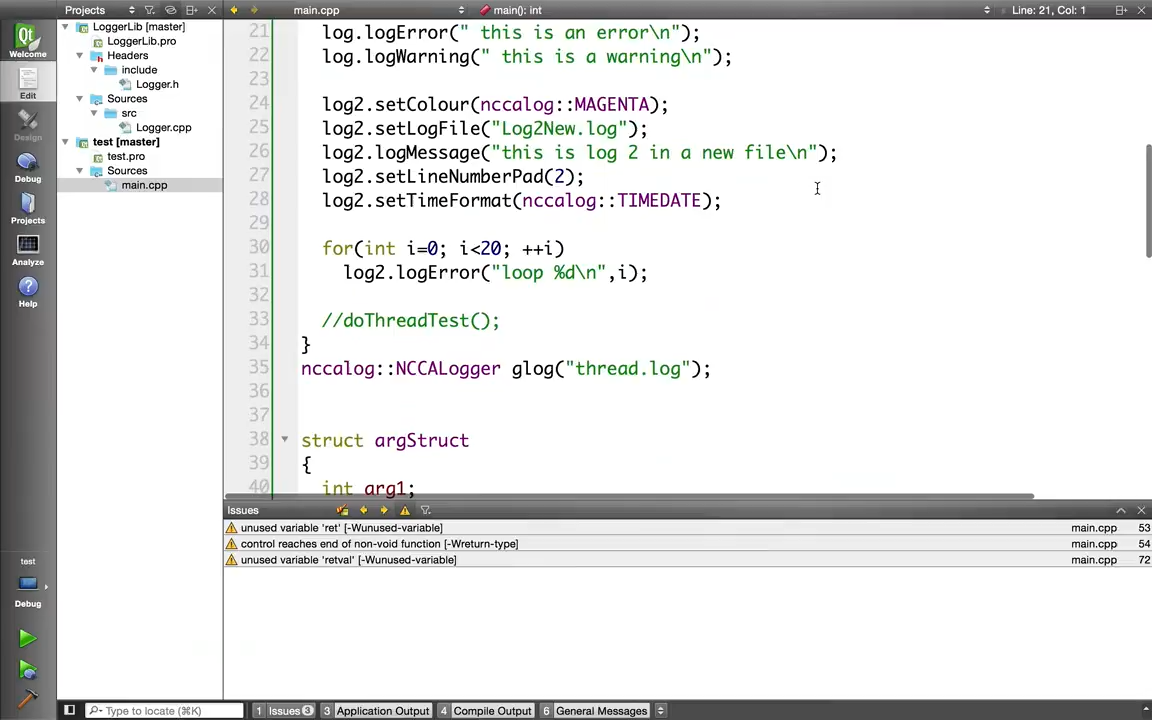 Projects
main.cpp
main(): int
Line: 21, Col: 1
Welcome
Edit
Design
Debug
Projects
Analyze
Help
test
Debug
LoggerLib [master]
LoggerLib.pro
Headers
include
Logger.h
Sources
src
Logger.cpp
test [master]
test.pro
Sources
main.cpp
21 log.logError(" this is an error\n");
22 log.logWarning(" this is a warning\n");
23
24 log2.setColour(nccalog::MAGENTA);
25 log2.setLogFile("Log2New.log");
26 log2.logMessage("this is log 2 in a new file\n");
27 log2.setLineNumberPad(2);
28 log2.setTimeFormat(nccalog::TIMEDATE);
29
30 for(int i=0; i<20; ++i)
31 log2.logError("loop %d\n",i);
32
33 //doThreadTest();
34 }
35 nccalog::NCCALogger glog("thread.log");
36
37
38 struct argStruct
39 {
40 int arg1;
Issues
unused variable 'ret' [-Wunused-variable] main.cpp 53
control reaches end of non-void function [-Wreturn-type] main.cpp 54
unused variable 'retval' [-Wunused-variable] main.cpp 72
Type to locate (⌘K)
1 Issues 3
3 Application Output
4 Compile Output
6 General Messages